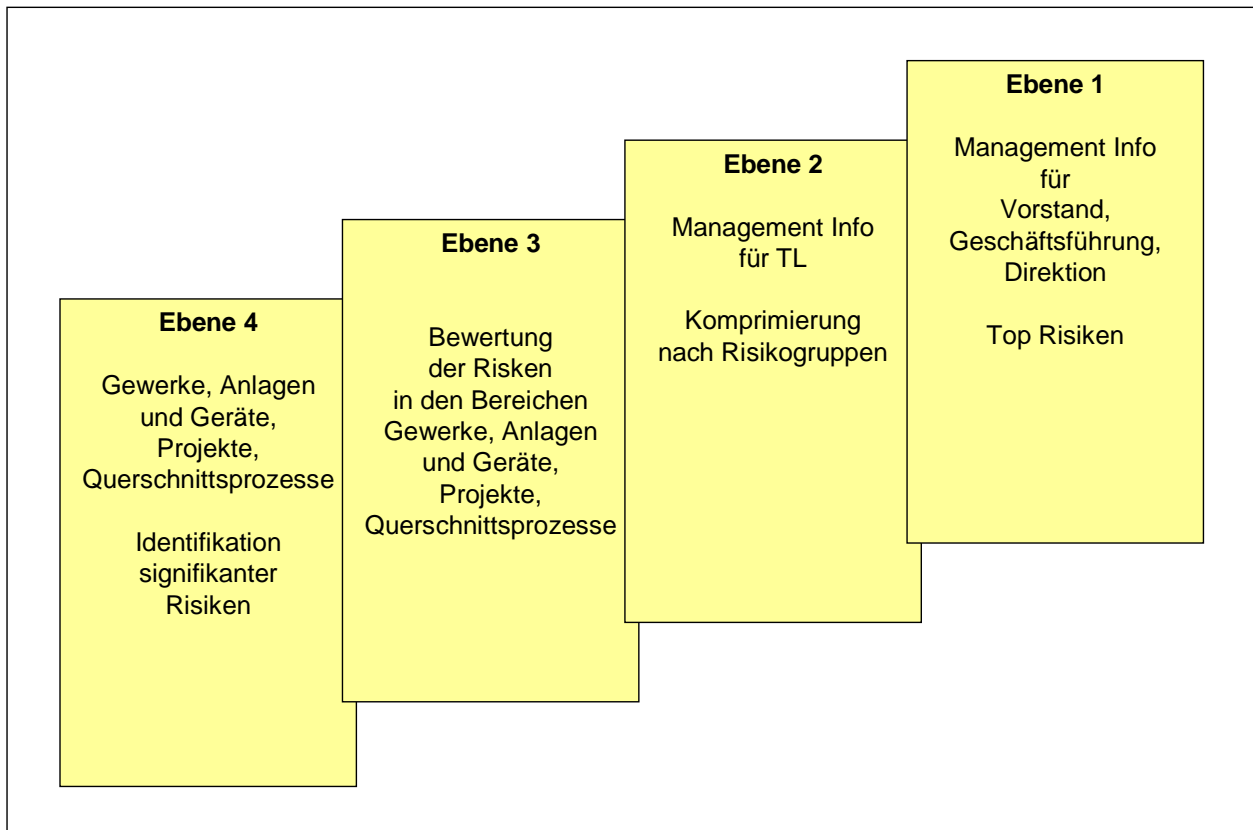 Ebene 4
Gewerke, Anlagen
und Geräte,
Projekte,
Querschnittsprozesse
Identifikation
signifikanter
Risiken
Ebene 3
Bewertung
der Risken
in den Bereichen
Gewerke, Anlagen
und Geräte,
Projekte,
Querschnittsprozesse
Ebene 2
Management Info
für TL
Komprimierung
nach Risikogruppen
Ebene 1
Management Info
für
Vorstand,
Geschäftsführung,
Direktion
Top Risiken